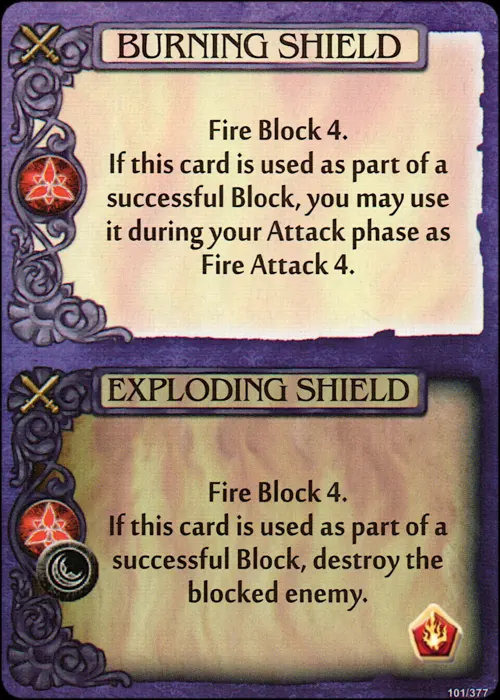 BURNING SHIELD
Fire Block 4.
If this card is used as part of a
successful Block, you may use
it during your Attack phase as
Fire Attack 4.
EXPLODING SHIELD
Fire Block 4.
If this card is used as part of a
successful Block, destroy the
blocked enemy.
101/377